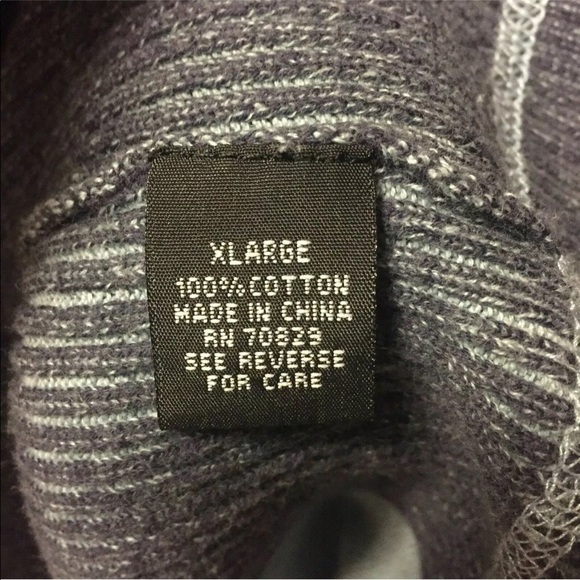 XLARGE
100% COTTON
MADE IN CHINA
RN 70829
SEE REVERSE
FOR CARE